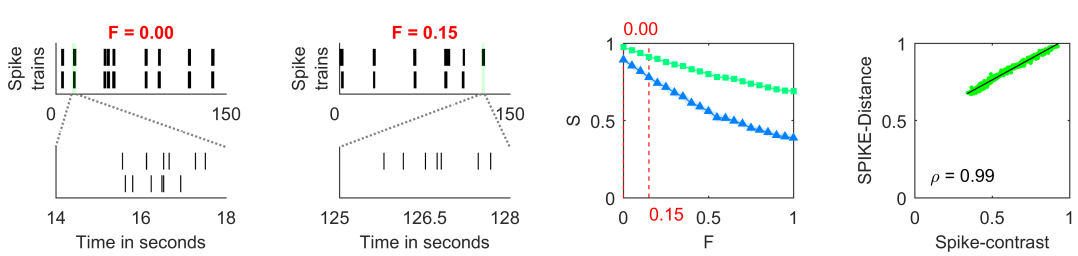 F = 0.00
Spike
trains
0
150
14
16
18
Time in seconds
F = 0.15
Spike
trains
0
150
125
126.5
128
Time in seconds
0.00
1
0.5
0
S
0
0.15
0.5
1
F
1
0.5
0
SPIKE-Distance
ρ = 0.99
0
0.5
1
Spike-contrast